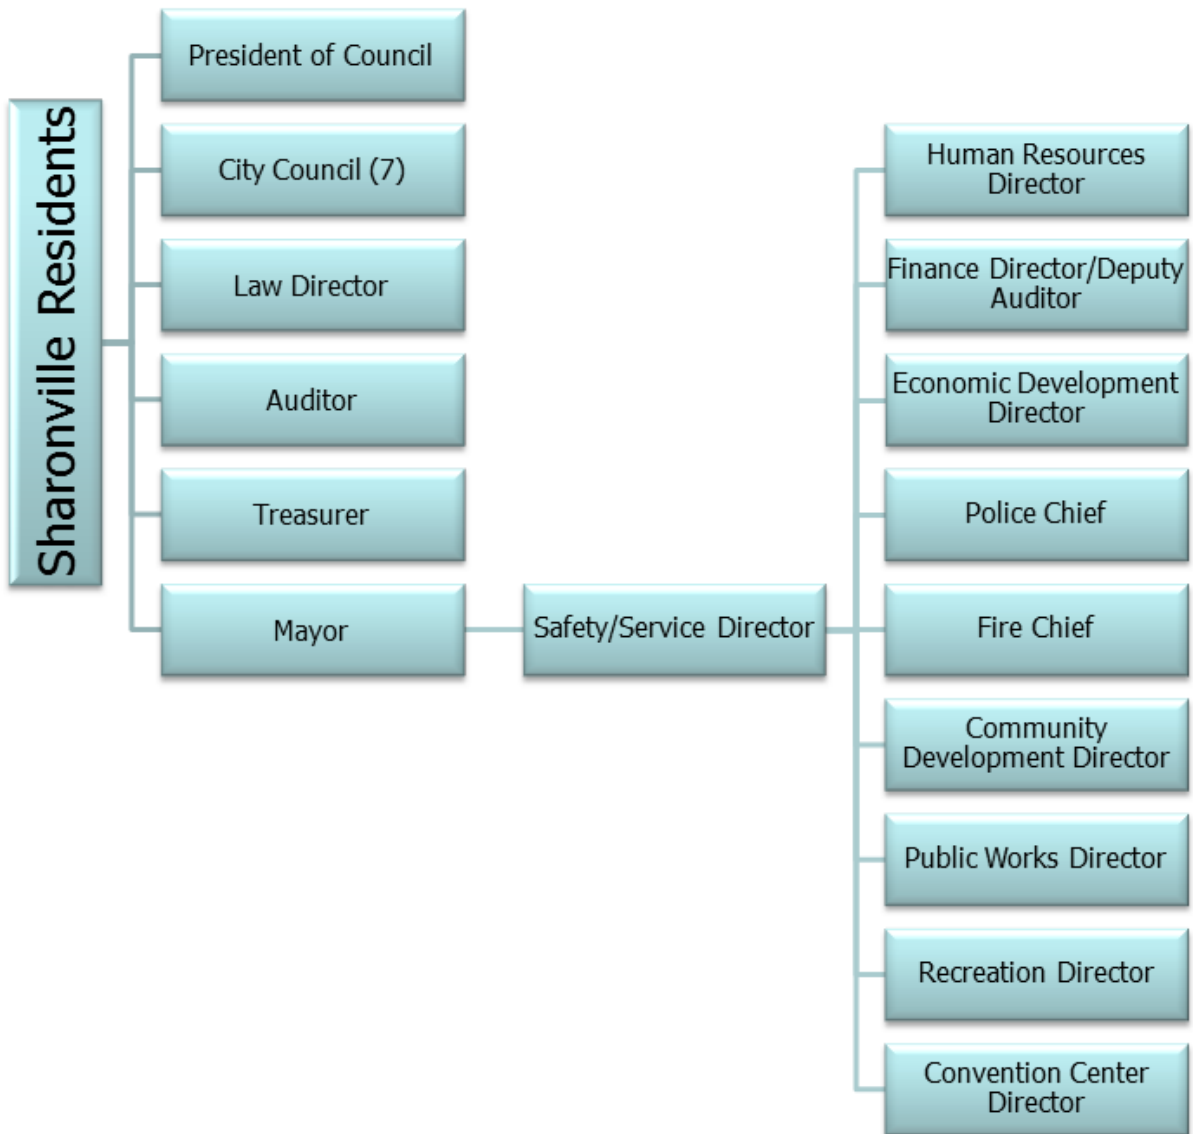 Sharonville Residents
President of Council
City Council (7)
Law Director
Auditor
Treasurer
Mayor
Safety/Service Director
Human Resources
Director
Finance Director/Deputy
Auditor
Economic Development
Director
Police Chief
Fire Chief
Community
Development Director
Public Works Director
Recreation Director
Convention Center
Director